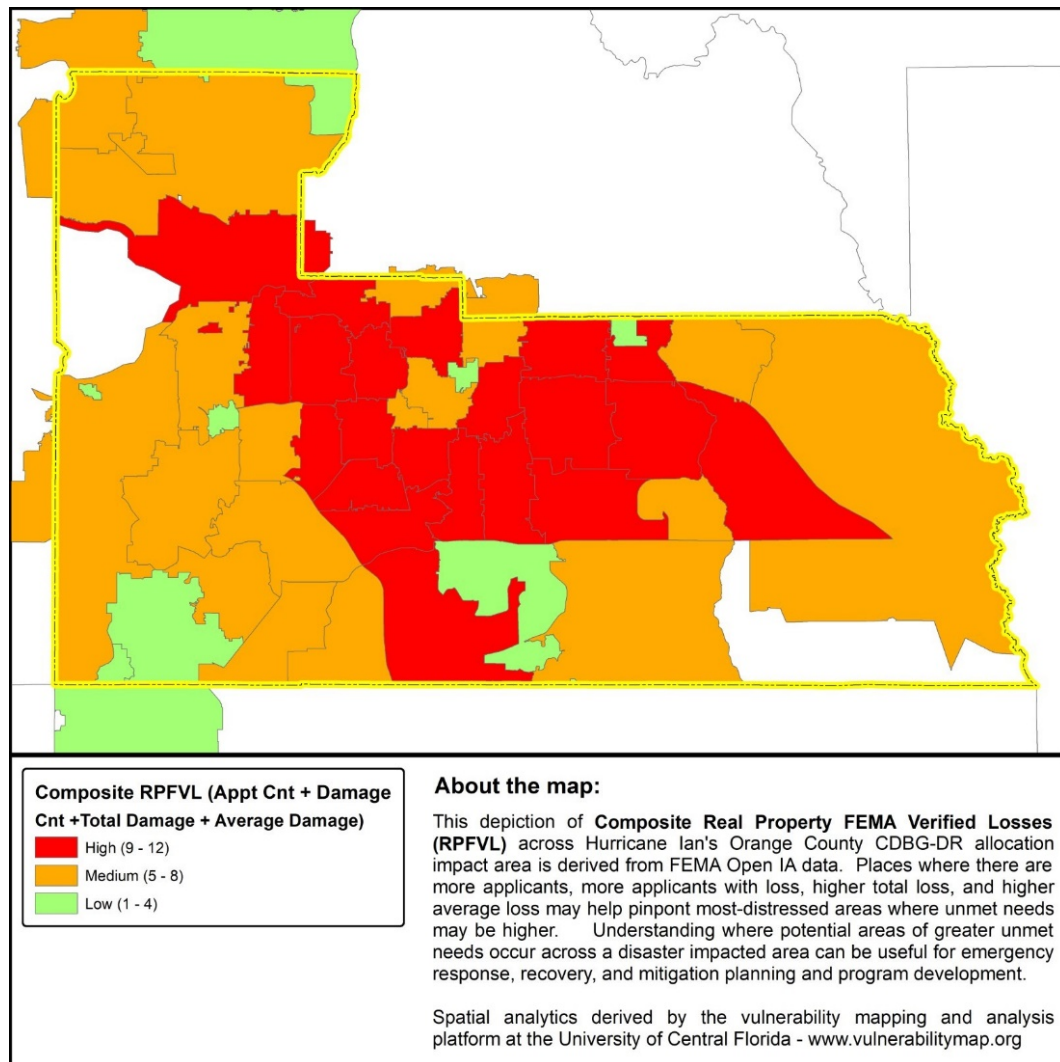 Composite RPFVL (Appt Cnt + Damage
Cnt +Total Damage + Average Damage)
High (9 - 12)
Medium (5 - 8)
Low (1 - 4)
About the map:
This depiction of Composite Real Property FEMA Verified Losses
(RPFVL) across Hurricane Ian's Orange County CDBG-DR allocation
impact area is derived from FEMA Open IA data. Places where there are
more applicants, more applicants with loss, higher total loss, and higher
average loss may help pinpont most-distressed areas where unmet needs
may be higher. Understanding where potential areas of greater unmet
needs occur across a disaster impacted area can be useful for emergency
response, recovery, and mitigation planning and program development.
Spatial analytics derived by the vulnerability mapping and analysis
platform at the University of Central Florida - www.vulnerabilitymap.org